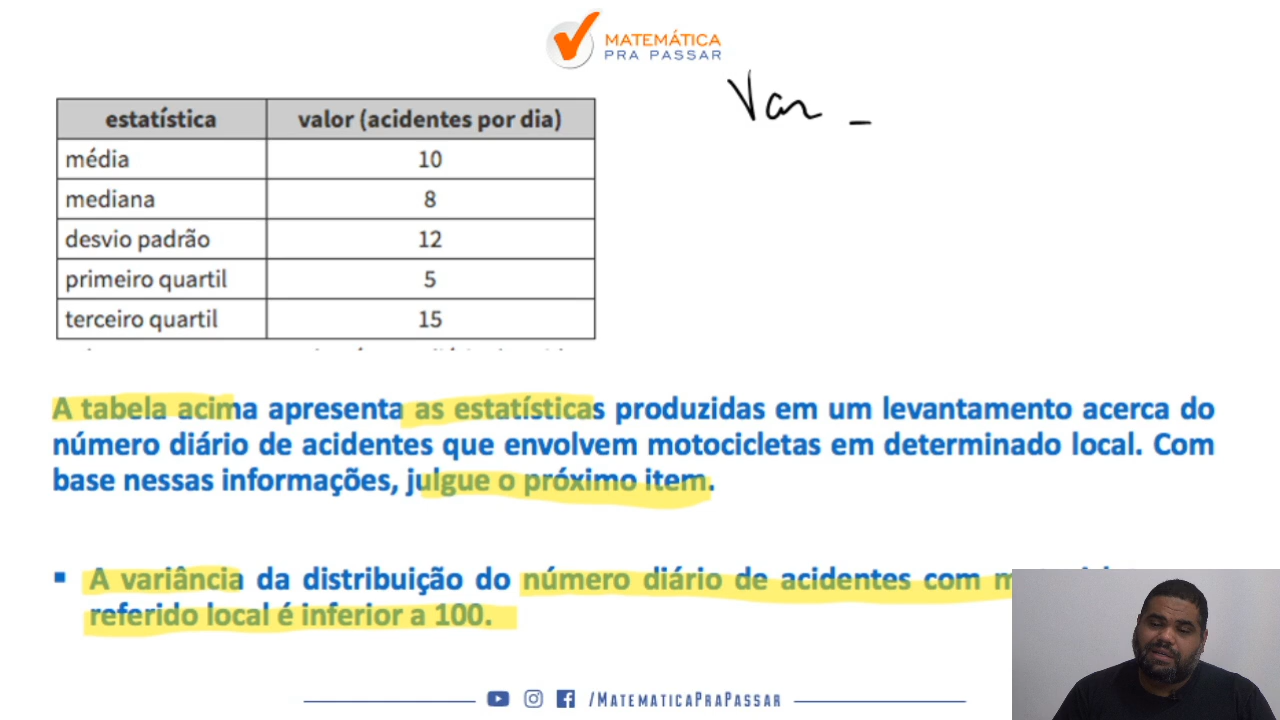 MATEMÁTICA
PRA PASSAR
Var =
estatística valor (acidentes por dia)
média 10
mediana 8
desvio padrão 12
primeiro quartil 5
terceiro quartil 15
A tabela acima apresenta as estatísticas produzidas em um levantamento acerca do
número diário de acidentes que envolvem motocicletas em determinado local. Com
base nessas informações, julgue o próximo item.
▪ A variância da distribuição do número diário de acidentes com
referido local é inferior a 100.
/MATEMATICAPRAPASSAR